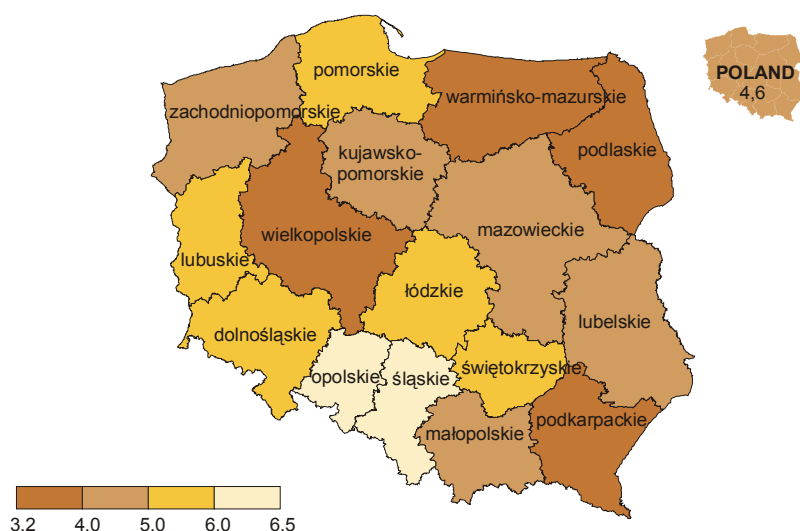 pomorskie
POLAND
4,6
warmińsko-mazurskie
zachodniopomorskie
kujawsko-
pomorskie
podlaskie
mazowieckie
wielkopolskie
lubuskie
łódzkie
lubelskie
dolnośląskie
opolskie
śląskie
świętokrzyskie
małopolskie
podkarpackie
3.2 4.0 5.0 6.0 6.5